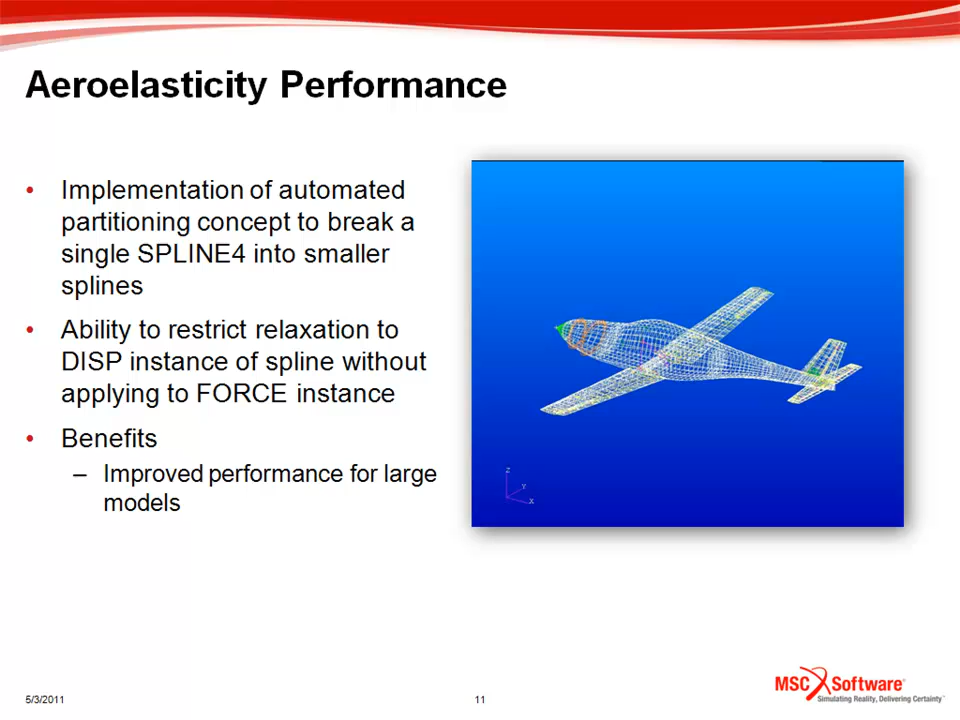 Aeroelasticity Performance
• Implementation of automated
partitioning concept to break a
single SPLINE4 into smaller
splines
• Ability to restrict relaxation to
DISP instance of spline without
applying to FORCE instance
• Benefits
– Improved performance for large
models
Z
Y
X
5/3/2011
11
MSC Software
Simulating Reality, Delivering Certainty™